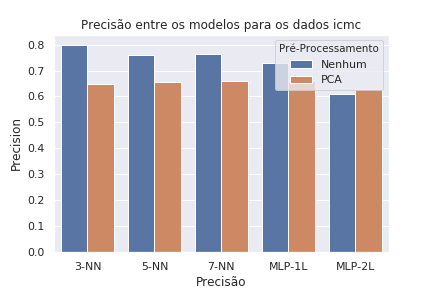 Precisão entre os modelos para os dados icmc
Pré-Processamento
Nenhum
PCA
Precision
0.8
0.7
0.6
0.5
0.4
0.3
0.2
0.1
0.0
3-NN 5-NN 7-NN MLP-1L MLP-2L
Precisão